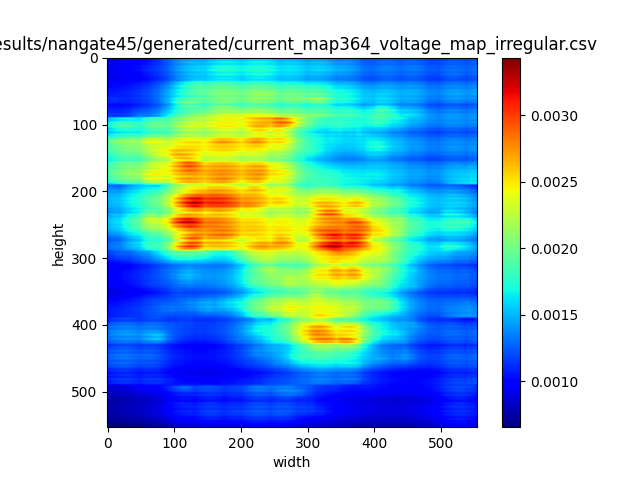 esults/nangate45/generated/current_map364_voltage_map_irregular.csv
0
100
200
300
400
500
height
0 100 200 300 400 500
width
0.0030
0.0025
0.0020
0.0015
0.0010